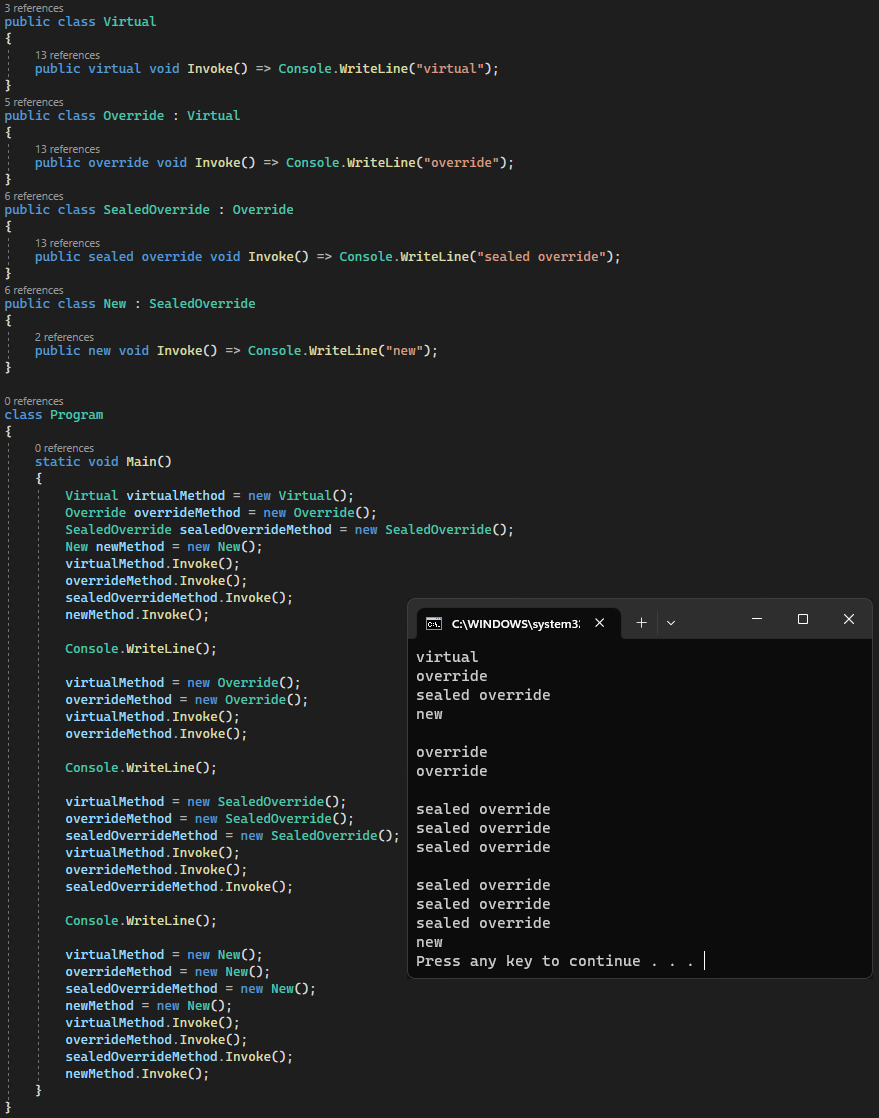 3 references
public class Virtual
{
13 references
public virtual void Invoke() => Console.WriteLine("virtual");
}
5 references
public class Override : Virtual
{
13 references
public override void Invoke() => Console.WriteLine("override");
}
6 references
public class SealedOverride : Override
{
13 references
public sealed override void Invoke() => Console.WriteLine("sealed override");
}
6 references
public class New : SealedOverride
{
2 references
public new void Invoke() => Console.WriteLine("new");
}
0 references
class Program
{
0 references
static void Main()
{
Virtual virtualMethod = new Virtual();
Override overrideMethod = new Override();
SealedOverride sealedOverrideMethod = new SealedOverride();
New newMethod = new New();
virtualMethod.Invoke();
overrideMethod.Invoke();
sealedOverrideMethod.Invoke();
newMethod.Invoke();
Console.WriteLine();
virtualMethod = new Override();
overrideMethod = new Override();
virtualMethod.Invoke();
overrideMethod.Invoke();
Console.WriteLine();
virtualMethod = new SealedOverride();
overrideMethod = new SealedOverride();
sealedOverrideMethod = new SealedOverride();
virtualMethod.Invoke();
overrideMethod.Invoke();
sealedOverrideMethod.Invoke();
Console.WriteLine();
virtualMethod = new New();
overrideMethod = new New();
sealedOverrideMethod = new New();
newMethod = new New();
virtualMethod.Invoke();
overrideMethod.Invoke();
sealedOverrideMethod.Invoke();
newMethod.Invoke();
}
}
C:\WINDOWS\system32
virtual
override
sealed override
new
override
override
sealed override
sealed override
sealed override
sealed override
sealed override
sealed override
new
Press any key to continue . . .